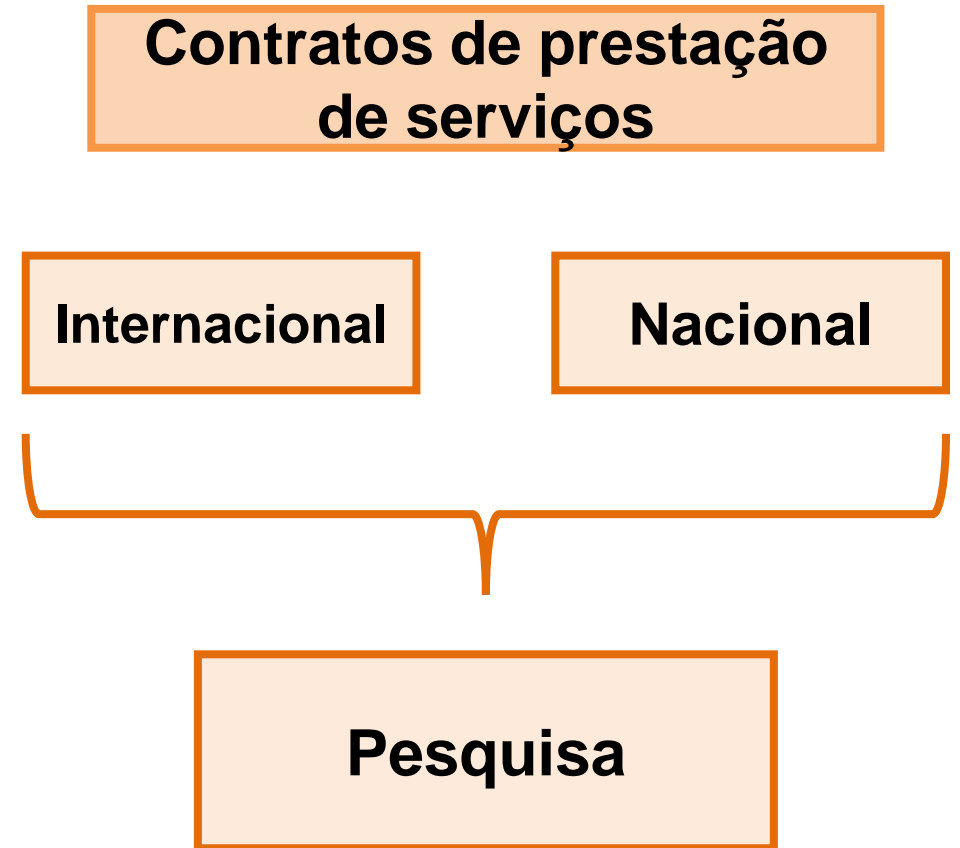 Contratos de prestação
de serviços
Internacional
Nacional
Pesquisa